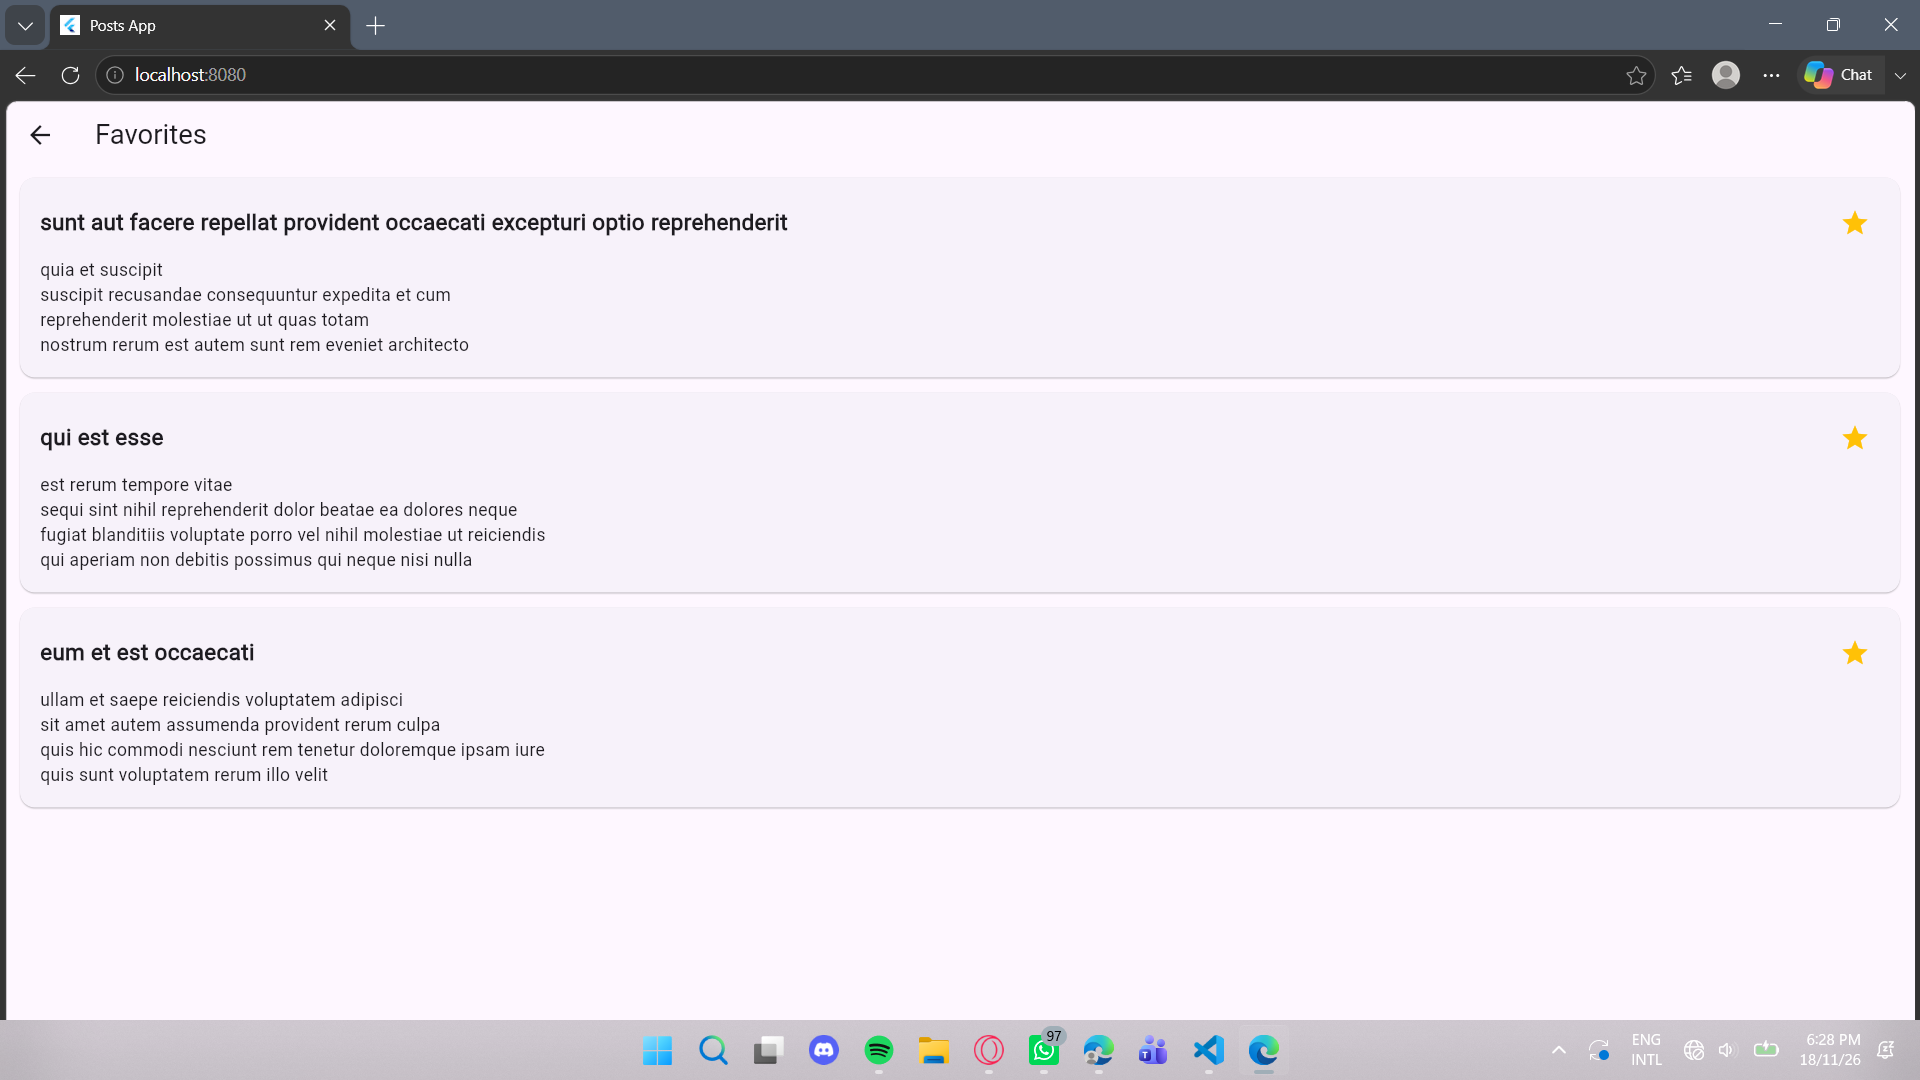 Posts App
localhost:8080
Chat
Favorites
sunt aut facere repellat provident occaecati excepturi optio reprehenderit
quia et suscipit
suscipit recusandae consequuntur expedita et cum
reprehenderit molestiae ut ut quas totam
nostrum rerum est autem sunt rem eveniet architecto
qui est esse
est rerum tempore vitae
sequi sint nihil reprehenderit dolor beatae ea dolores neque
fugiat blanditiis voluptate porro vel nihil molestiae ut reiciendis
qui aperiam non debitis possimus qui neque nisi nulla
eum et est occaecati
ullam et saepe reiciendis voluptatem adipisci
sit amet autem assumenda provident rerum culpa
quis hic commodi nesciunt rem tenetur doloremque ipsam iure
quis sunt voluptatem rerum illo velit
97
ENG
INTL
6:28 PM
18/11/26